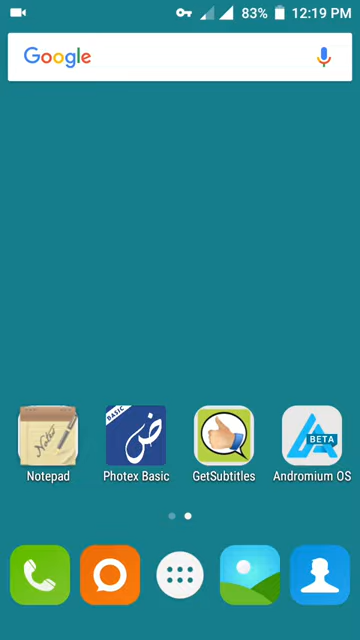 83% 12:19 PM
Google
Notes
BASIC
ض
BETA
Notepad Photex Basic GetSubtitles Andromium OS